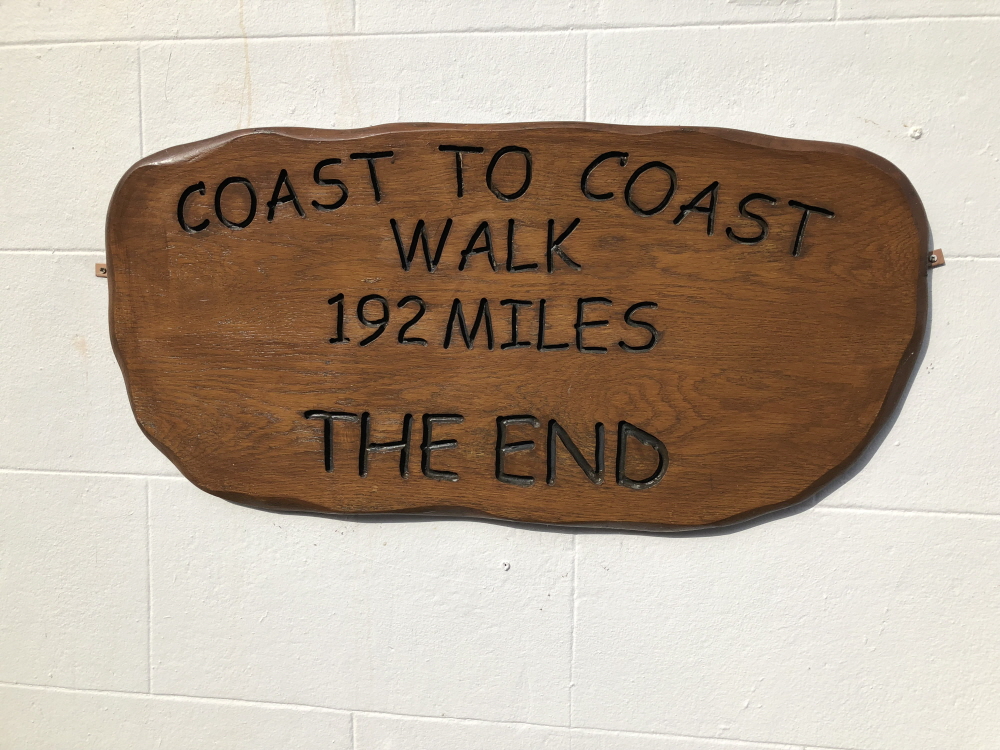 COAST TO COAST
WALK
192 MILES
THE END